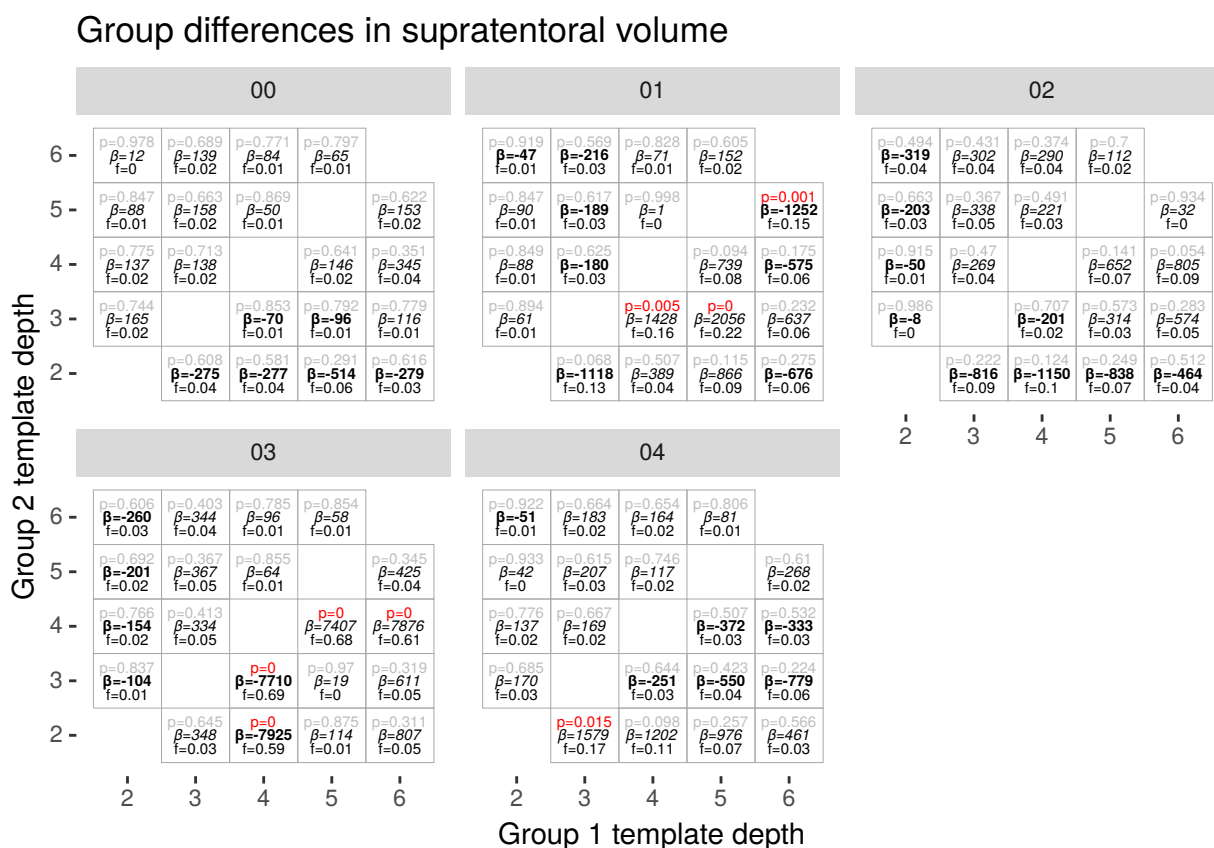 Group differences in supratentoral volume
00
01
02
p=0.978 p=0.689 p=0.771 p=0.797
6 β=12 β=139 β=84 β=65
f=0 f=0.02 f=0.01 f=0.01
p=0.847 p=0.663 p=0.869 p=0.622
5 β=88 β=158 β=50 β=153
f=0.01 f=0.02 f=0.01 f=0.02
p=0.775 p=0.713 p=0.641 p=0.351
4 β=137 β=138 β=146 β=345
f=0.02 f=0.02 f=0.02 f=0.04
p=0.744 p=0.853 p=0.792 p=0.779
3 β=165 β=-70 β=-96 β=116
f=0.02 f=0.01 f=0.01 f=0.01
p=0.608 p=0.581 p=0.291 p=0.616
2 β=-275 β=-277 β=-514 β=-279
f=0.04 f=0.04 f=0.06 f=0.03
p=0.919 p=0.569 p=0.828 p=0.605
β=-47 β=-216 β=71 β=152
f=0.01 f=0.03 f=0.01 f=0.02
p=0.847 p=0.617 p=0.998 p=0.001
β=90 β=-189 β=1 β=-1252
f=0.01 f=0.03 f=0 f=0.15
p=0.849 p=0.625 p=0.094 p=0.175
β=88 β=-180 β=739 β=-575
f=0.01 f=0.03 f=0.08 f=0.06
p=0.894 p=0.005 p=0 p=0.232
β=61 β=1428 β=2056 β=637
f=0.01 f=0.16 f=0.22 f=0.06
p=0.068 p=0.507 p=0.115 p=0.275
β=-1118 β=389 β=866 β=-676
f=0.13 f=0.04 f=0.09 f=0.06
p=0.494 p=0.431 p=0.374 p=0.7
β=-319 β=302 β=290 β=112
f=0.04 f=0.04 f=0.04 f=0.02
p=0.663 p=0.367 p=0.491 p=0.934
β=-203 β=338 β=221 β=32
f=0.03 f=0.05 f=0.03 f=0
p=0.915 p=0.47 p=0.141 p=0.054
β=-50 β=269 β=652 β=805
f=0.01 f=0.04 f=0.07 f=0.09
p=0.986 p=0.707 p=0.573 p=0.283
β=-8 β=-201 β=314 β=574
f=0 f=0.02 f=0.03 f=0.05
p=0.222 p=0.124 p=0.249 p=0.512
β=-816 β=-1150 β=-838 β=-464
f=0.09 f=0.1 f=0.07 f=0.04
2 3 4 5 6
Group 2 template depth
03
04
p=0.606 p=0.403 p=0.785 p=0.854
6 β=-260 β=344 β=96 β=58
f=0.03 f=0.04 f=0.01 f=0.01
p=0.692 p=0.367 p=0.855 p=0.345
5 β=-201 β=367 β=64 β=425
f=0.02 f=0.05 f=0.01 f=0.04
p=0.766 p=0.413 p=0 p=0
4 β=-154 β=334 β=7407 β=7876
f=0.02 f=0.05 f=0.68 f=0.61
p=0.837 p=0 p=0.97 p=0.319
3 β=-104 β=-7710 β=19 β=611
f=0.01 f=0.69 f=0 f=0.05
p=0.645 p=0 p=0.875 p=0.311
2 β=348 β=-7925 β=114 β=807
f=0.03 f=0.59 f=0.01 f=0.05
2 3 4 5 6
p=0.922 p=0.664 p=0.654 p=0.806
β=-51 β=183 β=164 β=81
f=0.01 f=0.02 f=0.02 f=0.01
p=0.933 p=0.615 p=0.746 p=0.61
β=42 β=207 β=117 β=268
f=0 f=0.03 f=0.02 f=0.02
p=0.776 p=0.667 p=0.507 p=0.532
β=137 β=169 β=-372 β=-333
f=0.02 f=0.02 f=0.03 f=0.03
p=0.685 p=0.644 p=0.423 p=0.224
β=170 β=-251 β=-550 β=-779
f=0.03 f=0.03 f=0.04 f=0.06
p=0.015 p=0.098 p=0.257 p=0.566
β=1579 β=1202 β=976 β=461
f=0.17 f=0.11 f=0.07 f=0.03
2 3 4 5 6
Group 1 template depth